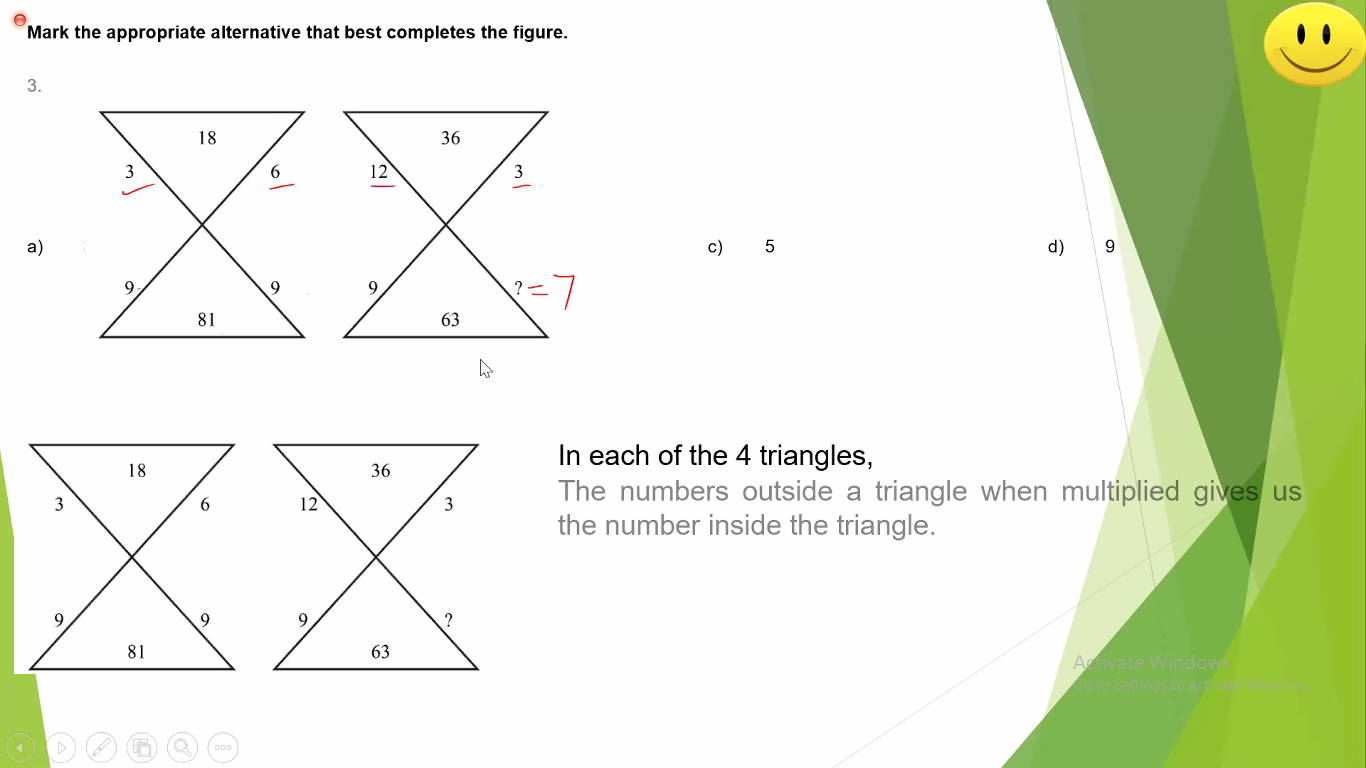 Mark the appropriate alternative that best completes the figure.
3.
18 36
3 6 12 3
a) c) 5 d) 9
9 9 9 ? = 7
81 63
18 36
3 6 12 3
9 9 9 ?
81 63
In each of the 4 triangles,
The numbers outside a triangle when multiplied gives us
the number inside the triangle.
Activate Windows
Go to Settings to activate Windows.